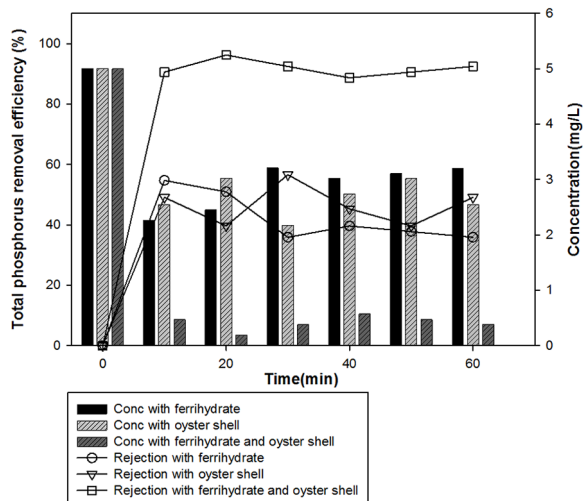 Total phosphorus removal efficiency (%)
100
80
60
40
20
0
6
5
4
3
2
1
0
Concentration(mg/L)
0
20
40
60
Time(min)
Conc with ferrihydrate
Conc with oyster shell
Conc with ferrihydrate and oyster shell
Rejection with ferrihydrate
Rejection with oyster shell
Rejection with ferrihydrate and oyster shell